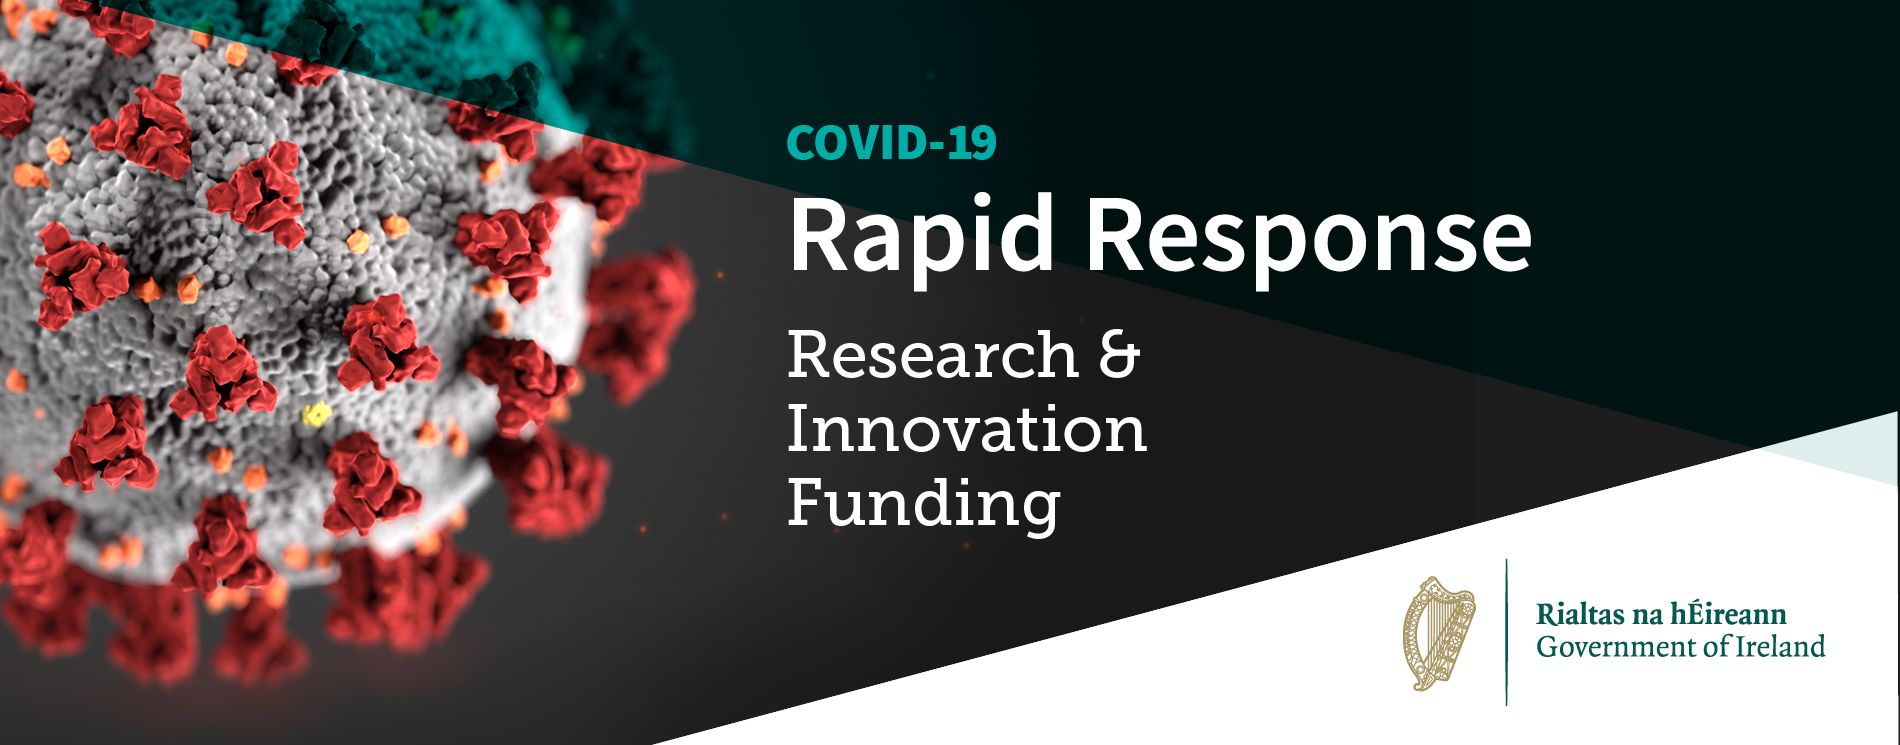 COVID-19
Rapid Response
Research &
Innovation
Funding
Rialtas na hÉireann
Government of Ireland